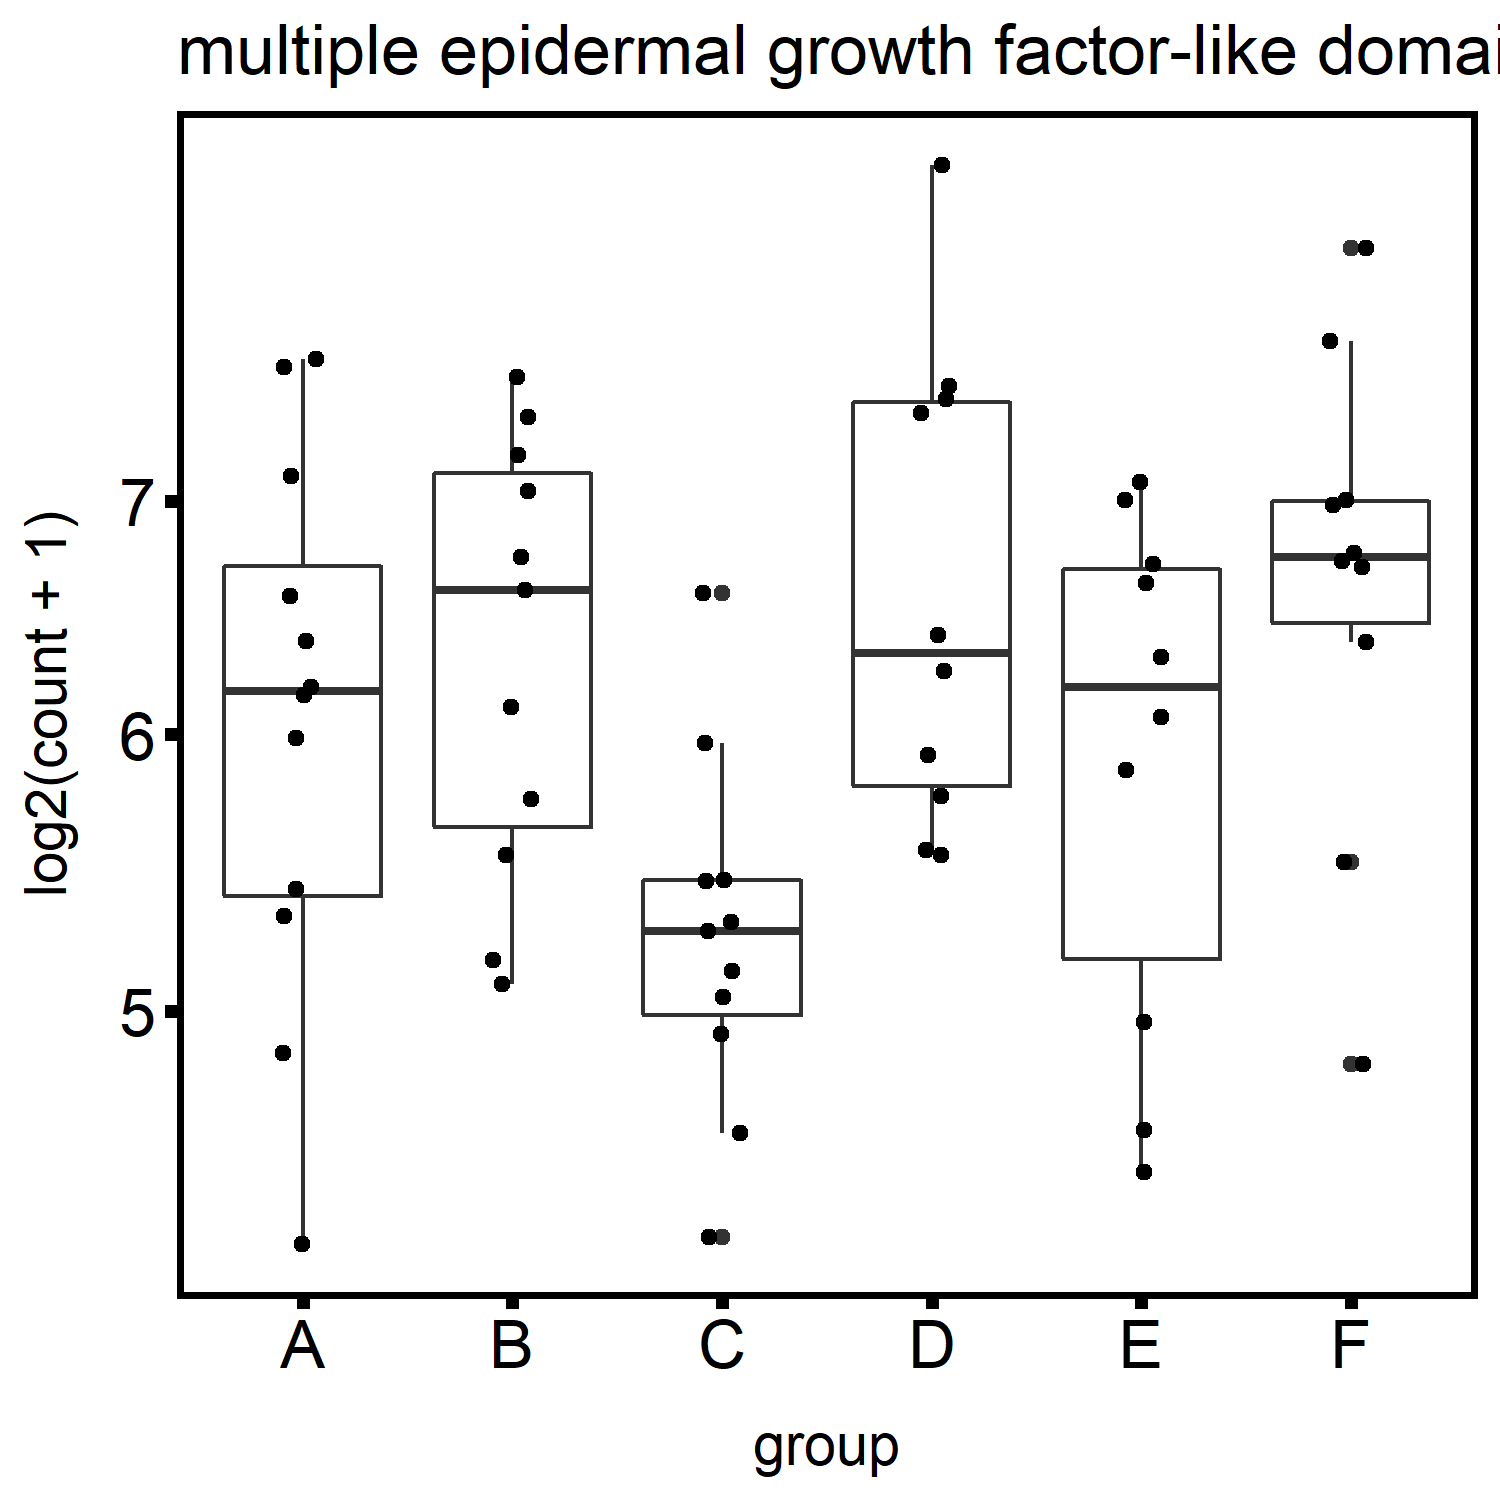 multiple epidermal growth factor-like domai
log2(count + 1)
7
6
5
A B C D E F
group